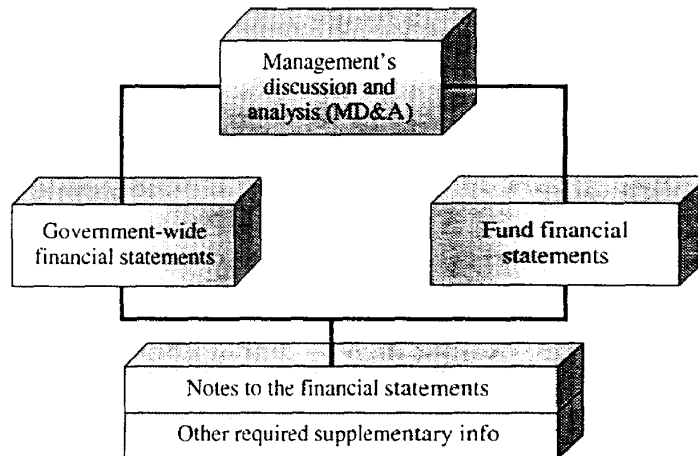 Management's
discussion and
analysis (MD&A)
Government-wide
financial statements
Fund financial
statements
Notes to the financial statements
Other required supplementary info